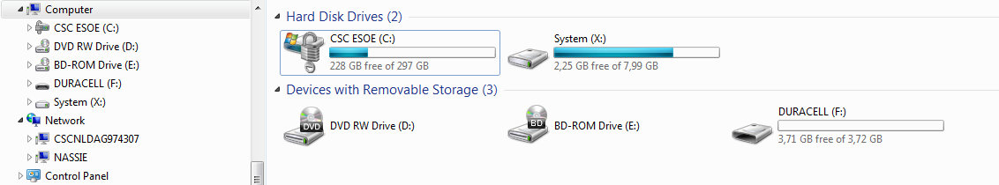 Computer
CSC ESOE (C:)
DVD RW Drive (D:)
BD-ROM Drive (E:)
DURACELL (F:)
System (X:)
Network
CSCNLDAG974307
NASSIE
Control Panel
Hard Disk Drives (2)
CSC ESOE (C:)
228 GB free of 297 GB
System (X:)
2,25 GB free of 7,99 GB
Devices with Removable Storage (3)
DVD
DVD RW Drive (D:)
BD
BD-ROM Drive (E:)
DURACELL (F:)
3,71 GB free of 3,72 GB